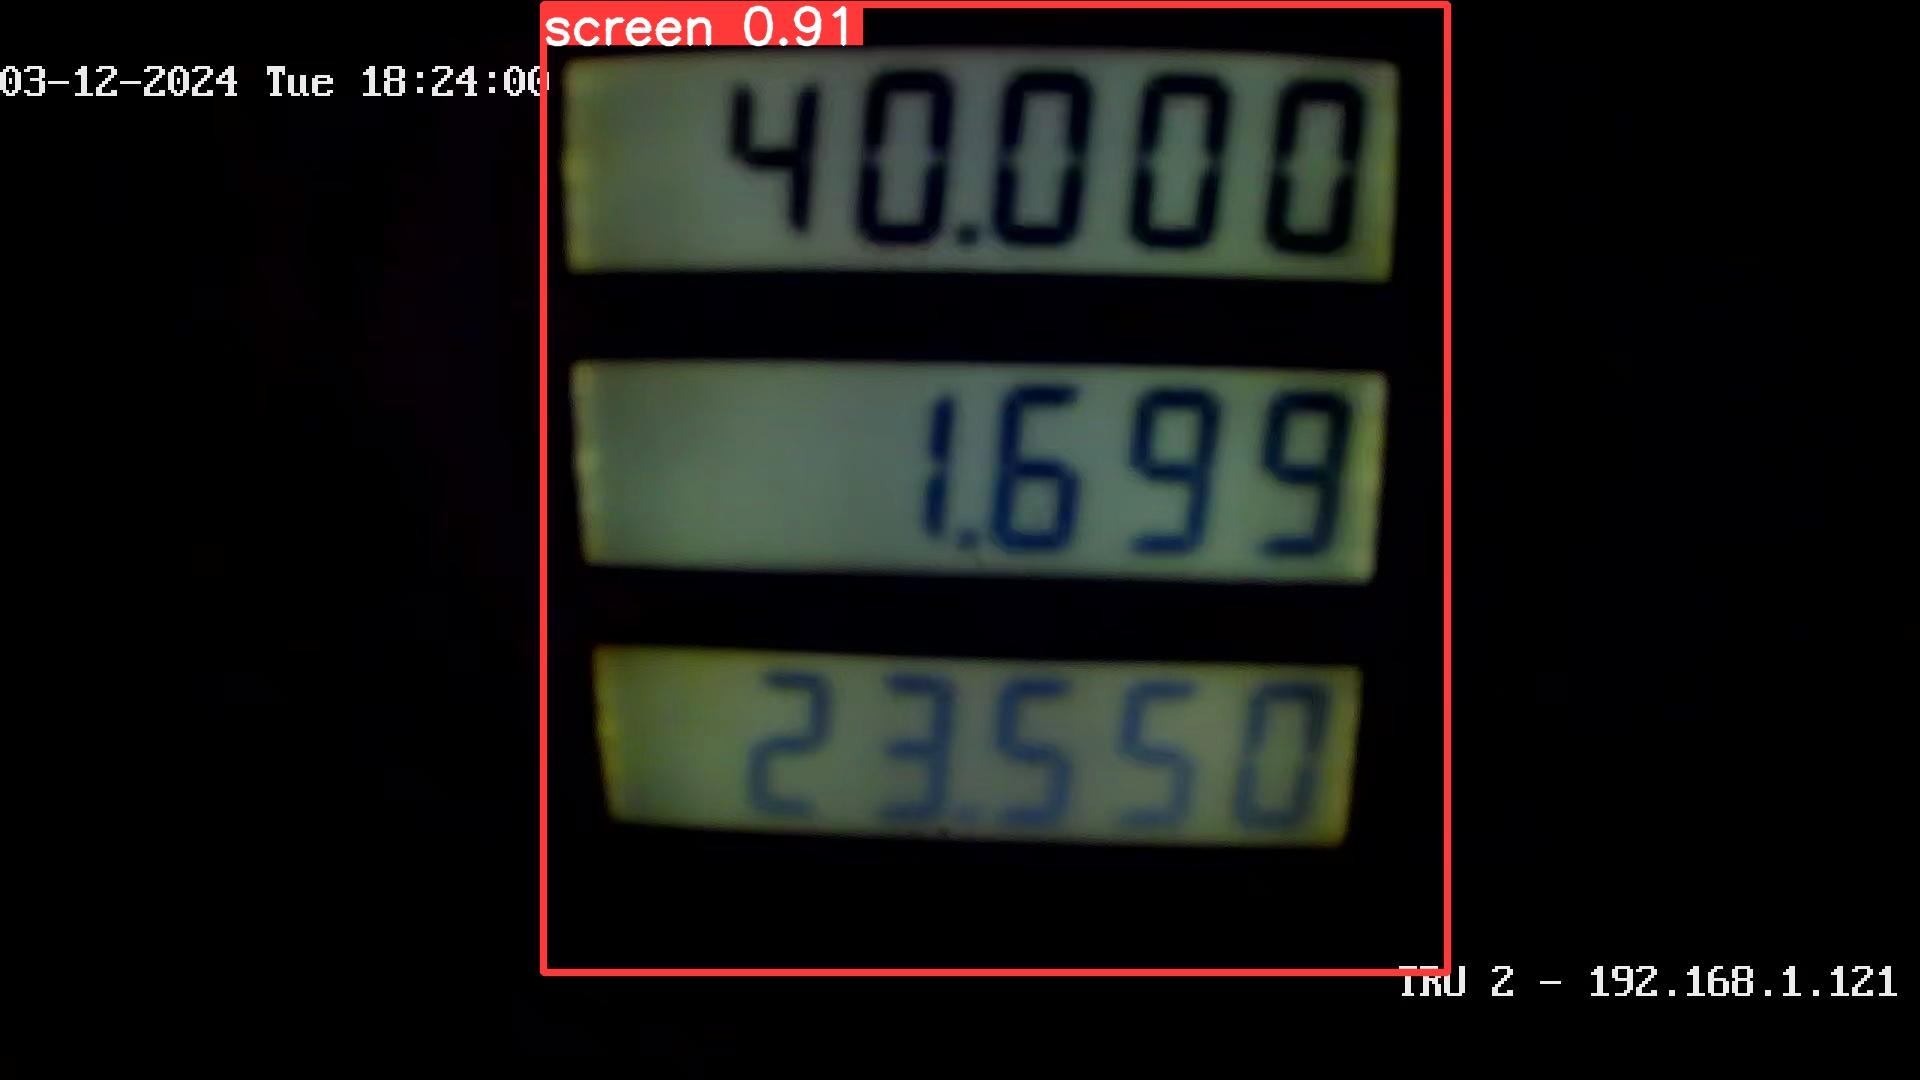 screen 0.91
03-12-2024 Tue 18:24:00
40.000
1.699
23.550
TRU 2 - 192.168.1.121